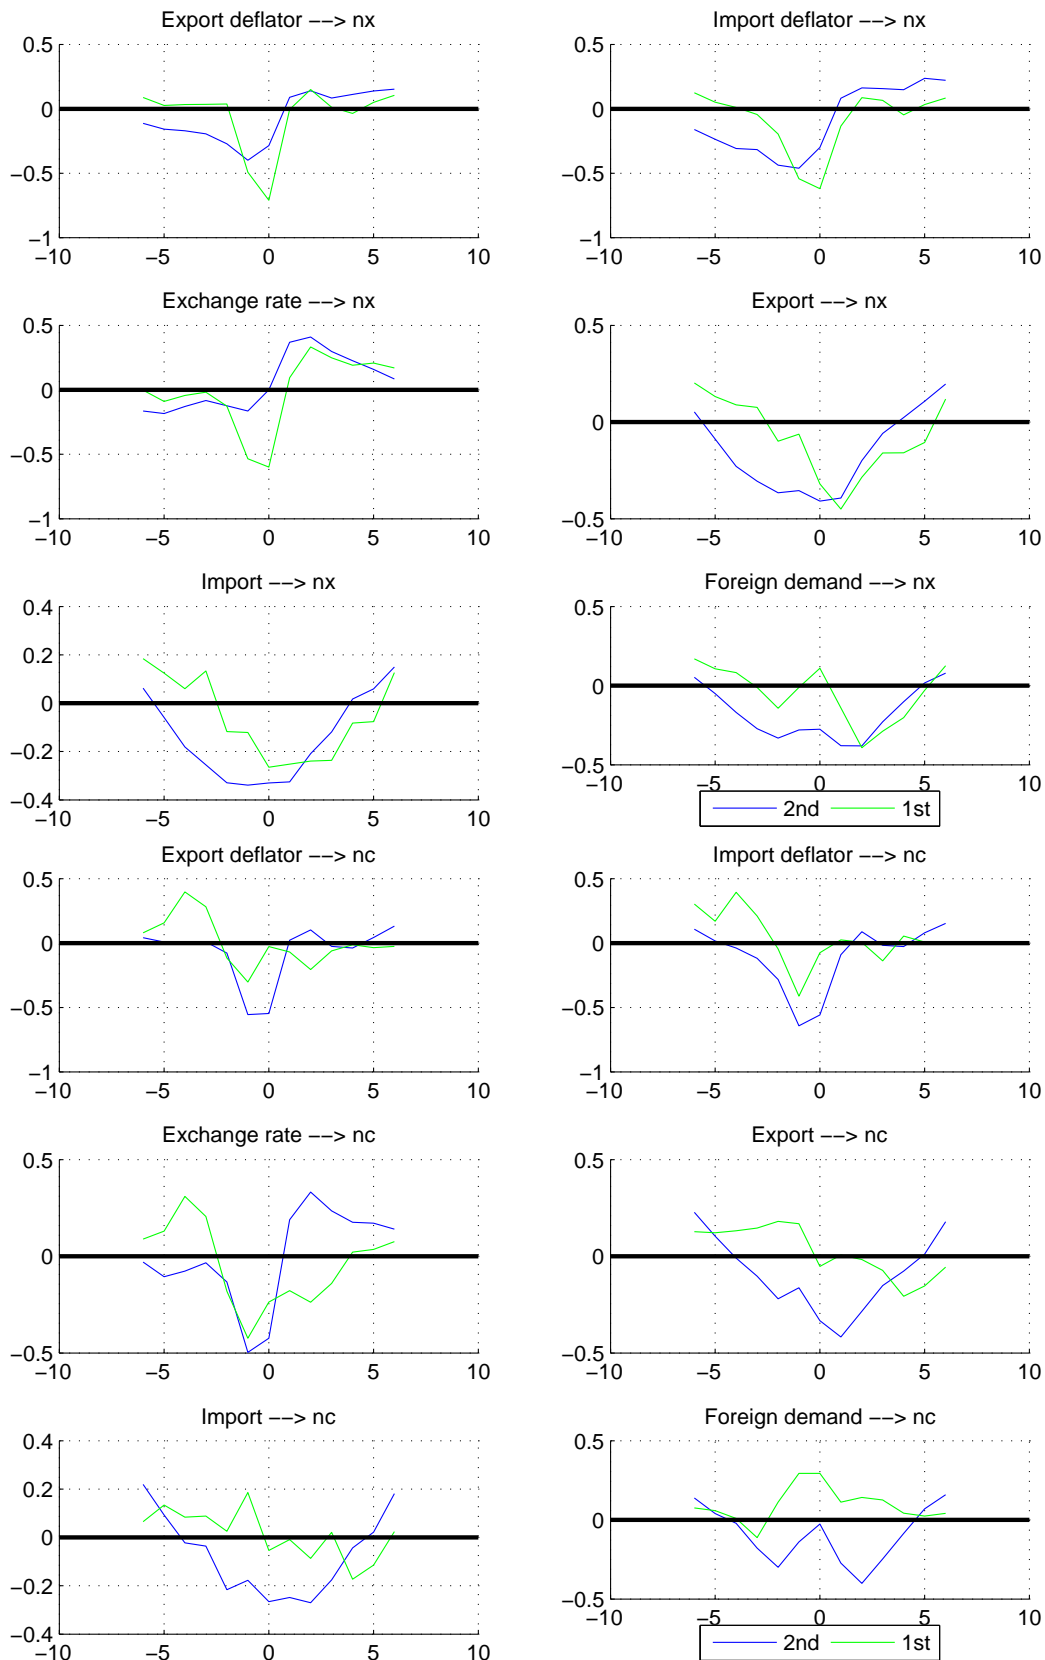 Export deflator −−> nx
Import deflator −−> nx
0.5
0
−0.5
−1
−10 −5 0 5 10
0.5
0
−0.5
−1
−10 −5 0 5 10
Exchange rate −−> nx
Export −−> nx
0.5
0
−0.5
−1
−10 −5 0 5 10
0.5
0
−0.5
−10 −5 0 5 10
Import −−> nx
Foreign demand −−> nx
0.4
0.2
0
−0.2
−0.4
−10 −5 0 5 10
0.5
0
−0.5
−10 −5 0 5 10
2nd 1st
Export deflator −−> nc
Import deflator −−> nc
0.5
0
−0.5
−1
−10 −5 0 5 10
0.5
0
−0.5
−1
−10 −5 0 5 10
Exchange rate −−> nc
Export −−> nc
0.5
0
−0.5
−10 −5 0 5 10
0.5
0
−0.5
−10 −5 0 5 10
Import −−> nc
Foreign demand −−> nc
0.4
0.2
0
−0.2
−0.4
−10 −5 0 5 10
0.5
0
−0.5
−10 −5 0 5 10
2nd 1st